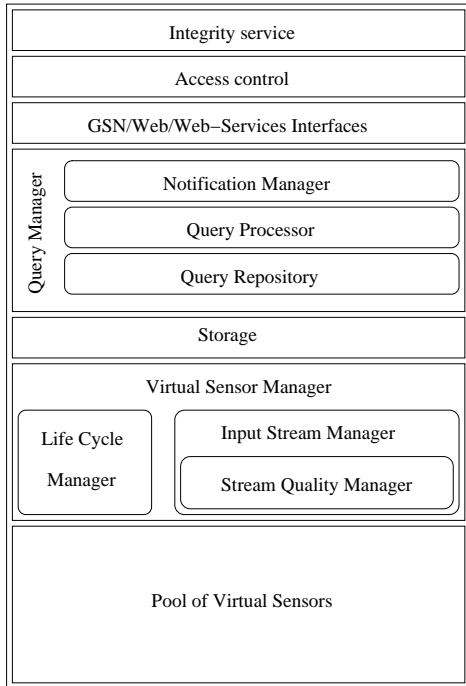 Integrity service
Access control
GSN/Web/Web−Services Interfaces
Query Manager
Notification Manager
Query Processor
Query Repository
Storage
Virtual Sensor Manager
Life Cycle
Manager
Input Stream Manager
Stream Quality Manager
Pool of Virtual Sensors